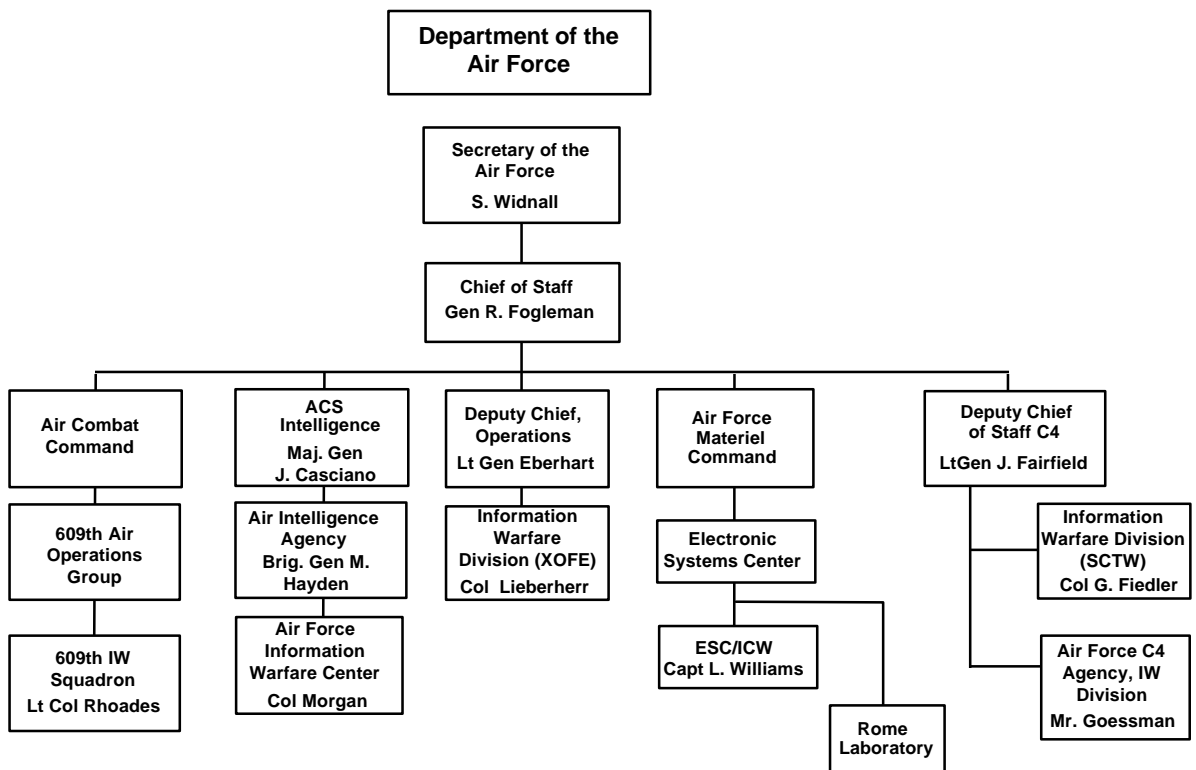 Department of the
Air Force
Secretary of the
Air Force
S. Widnall
Chief of Staff
Gen R. Fogleman
Air Combat
Command
ACS
Intelligence
Maj. Gen
J. Casciano
Deputy Chief,
Operations
Lt Gen Eberhart
Air Force
Materiel
Command
Deputy Chief
of Staff C4
LtGen J. Fairfield
609th Air
Operations
Group
Air Intelligence
Agency
Brig. Gen M.
Hayden
Information
Warfare
Division (XOFE)
Col Lieberherr
Electronic
Systems Center
Information
Warfare Division
(SCTW)
Col G. Fiedler
609th IW
Squadron
Lt Col Rhoades
Air Force
Information
Warfare Center
Col Morgan
ESC/ICW
Capt L. Williams
Rome
Laboratory
Air Force C4
Agency, IW
Division
Mr. Goessman